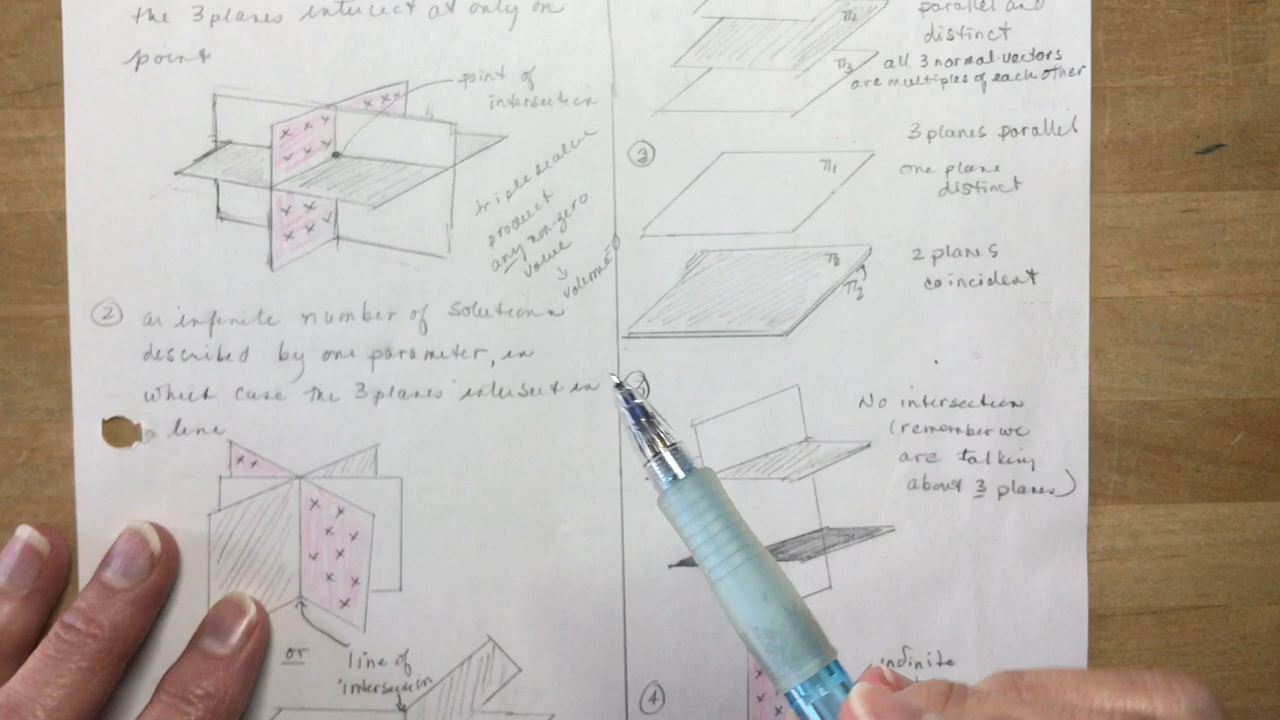 the 3 planes intersect at only on
point
point of
intersection
triple scalar
product
any non-zero
value
↓
volume
② an infinite number of solutions
described by one parameter, in
which case the 3 planes intersect in
line
or
line of
intersection
π₂
parallel and
distinct
π₃
all 3 normal vectors
are multiples of each other
3 planes parallel
③
π₁
one plane
distinct
π₂
2 planes
coincident
No intersection
(remember we
are talking
about 3 planes)
④
infinite